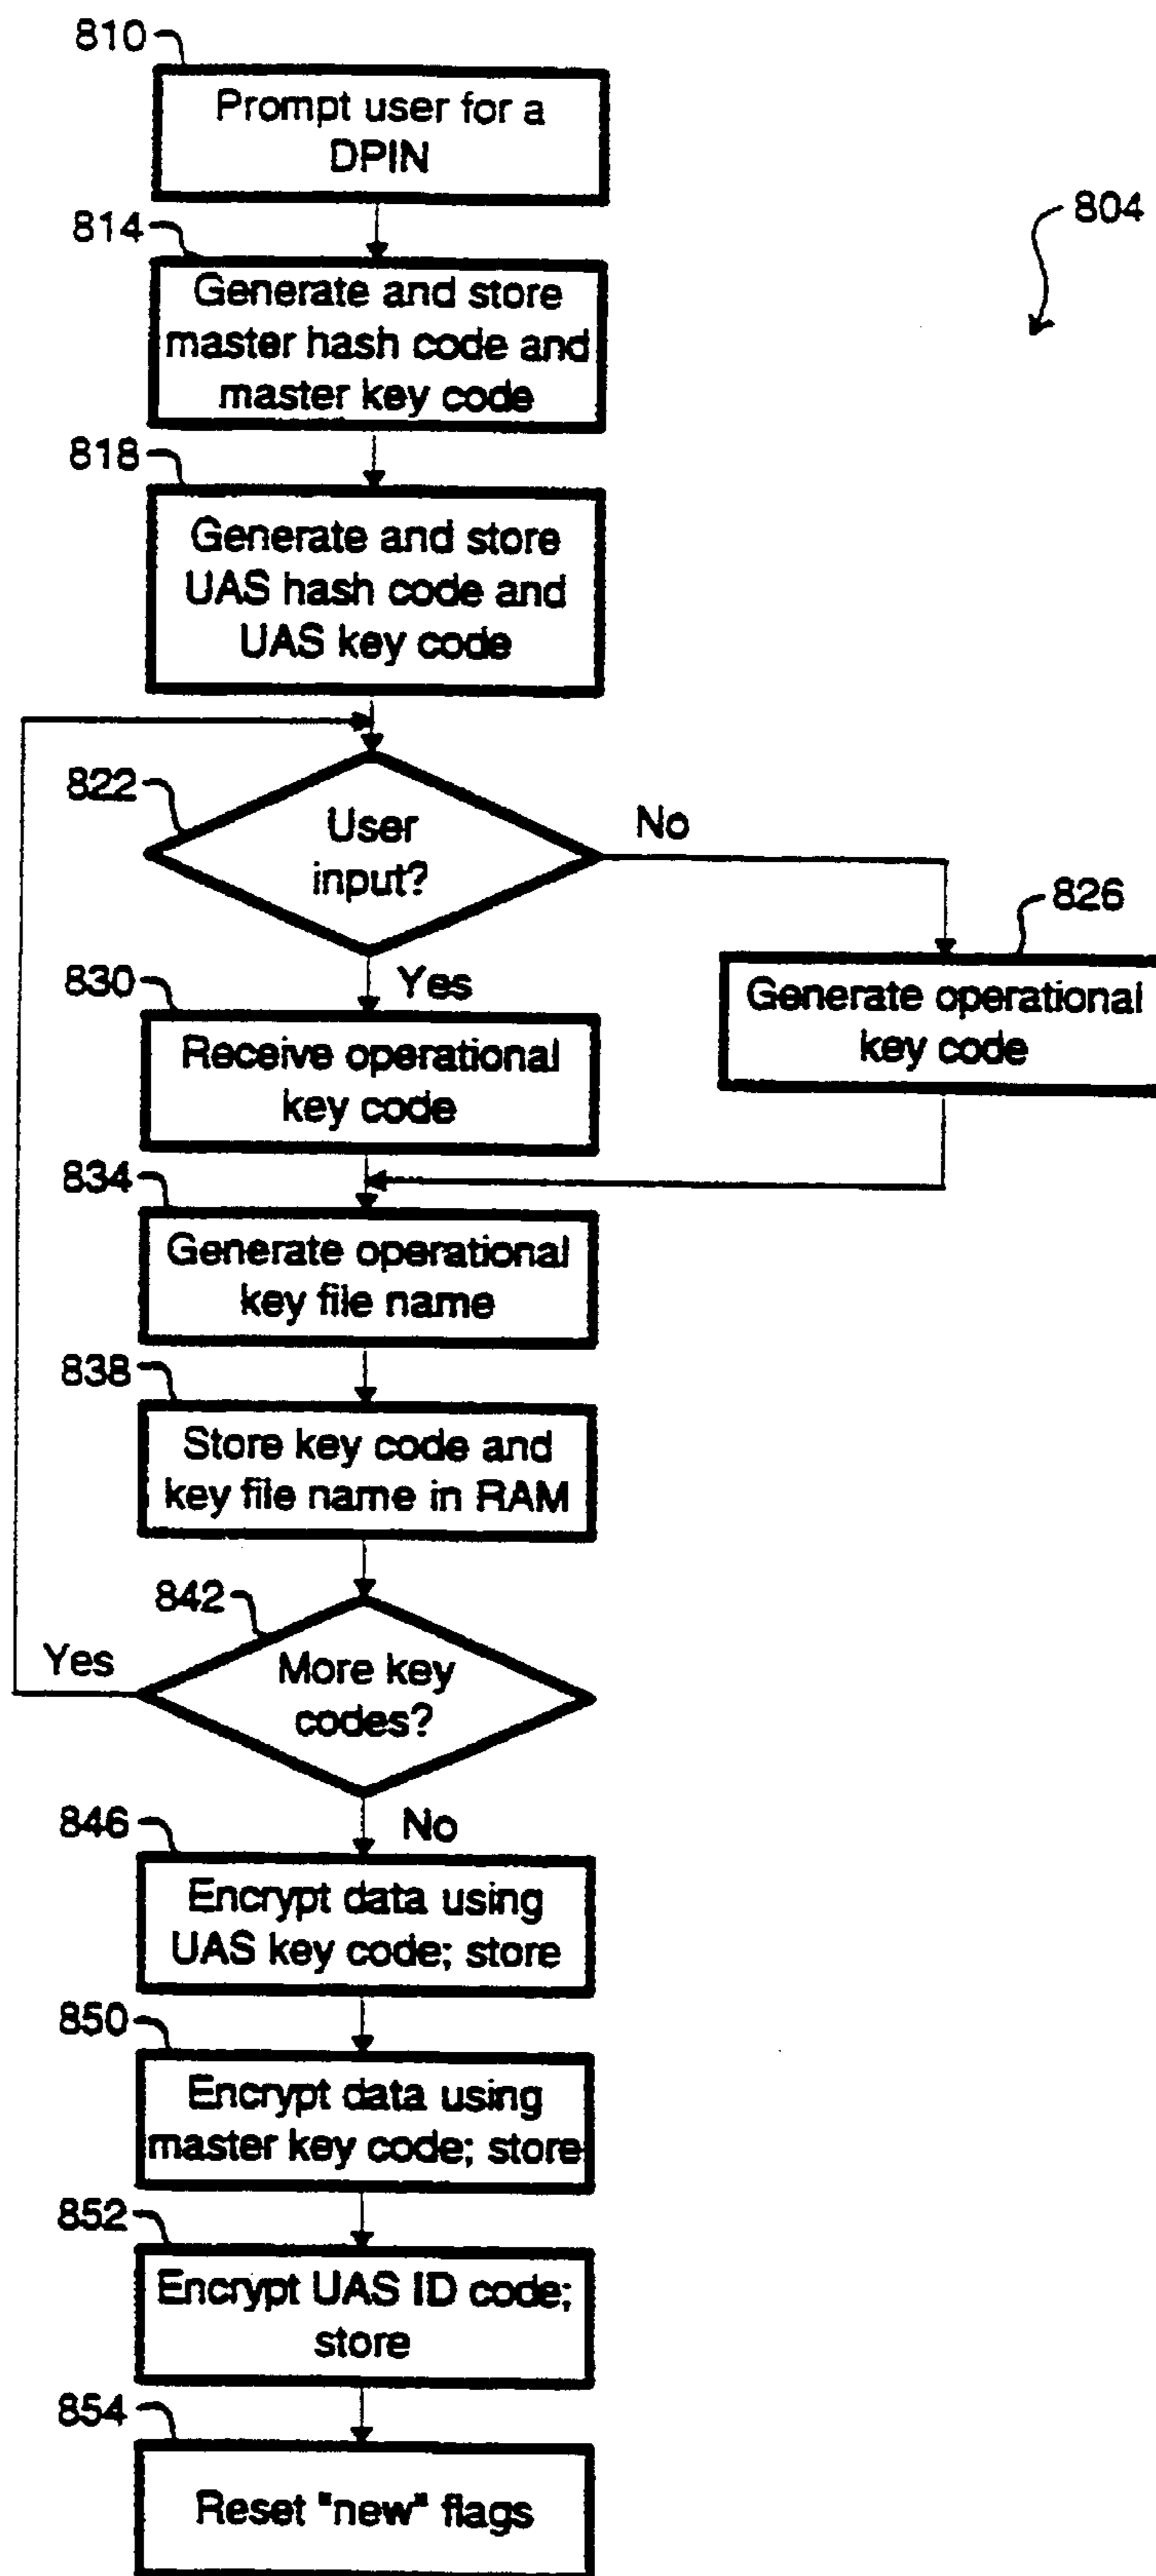 810
Prompt user for a
DPIN
804
814
Generate and store
master hash code and
master key code
818
Generate and store
UAS hash code and
UAS key code
822
User
input?
No
826
Generate operational
key code
Yes
830
Receive operational
key code
834
Generate operational
key file name
838
Store key code and
key file name in RAM
842
Yes
More key
codes?
No
846
Encrypt data using
UAS key code; store
850
Encrypt data using
master key code; store
852
Encrypt UAS ID code;
store
854
Reset "new" flags